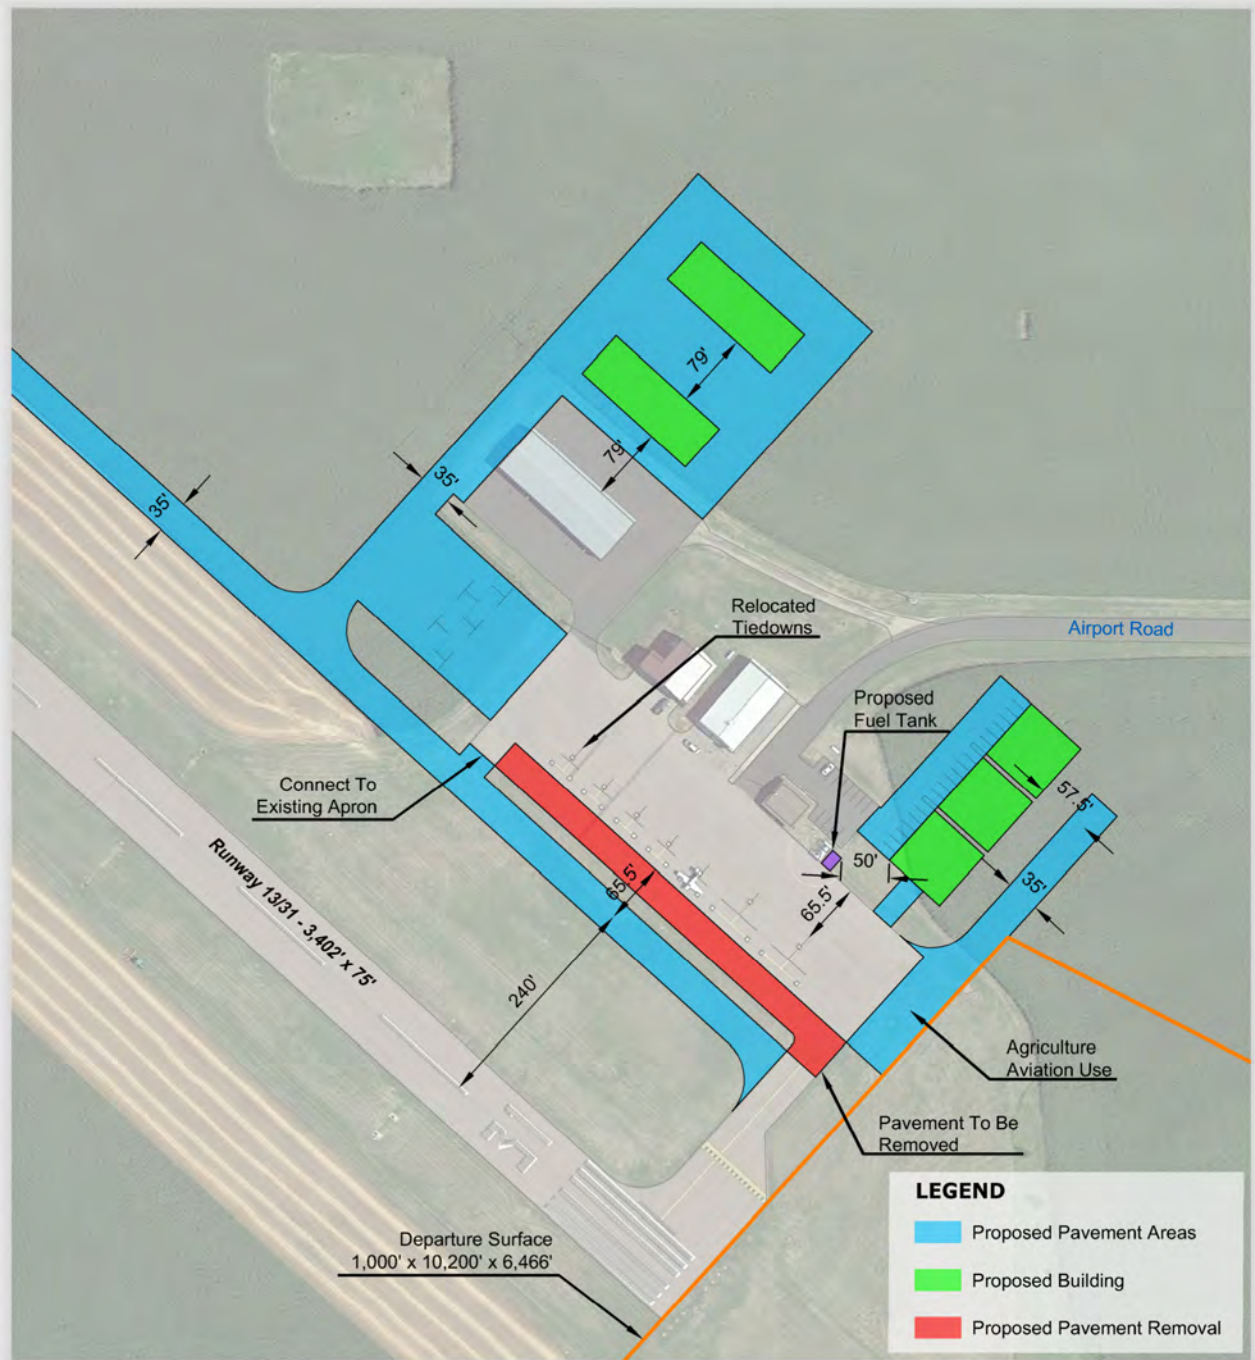 79'
79'
35'
35'
Relocated
Tiedowns
Airport Road
Proposed
Fuel Tank
Connect To
Existing Apron
57.5'
50'
35'
65.5'
65.5'
Runway 13/31 - 3,402' x 75'
240'
Agriculture
Aviation Use
Pavement To Be
Removed
Departure Surface
1,000' x 10,200' x 6,466'
LEGEND
Proposed Pavement Areas
Proposed Building
Proposed Pavement Removal